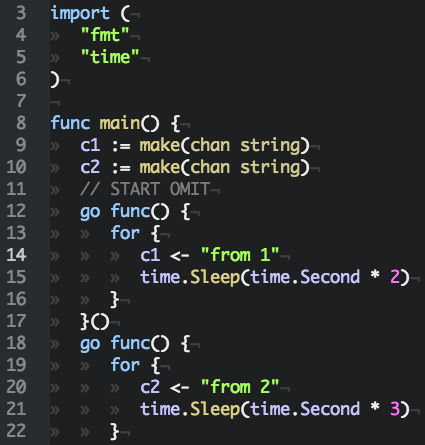 3 import (
4 "fmt"
5 "time"
6 )
7
8 func main() {
9 c1 := make(chan string)
10 c2 := make(chan string)
11 // START OMIT
12 go func() {
13 for {
14 c1 <- "from 1"
15 time.Sleep(time.Second * 2)
16 }
17 }()
18 go func() {
19 for {
20 c2 <- "from 2"
21 time.Sleep(time.Second * 3)
22 }